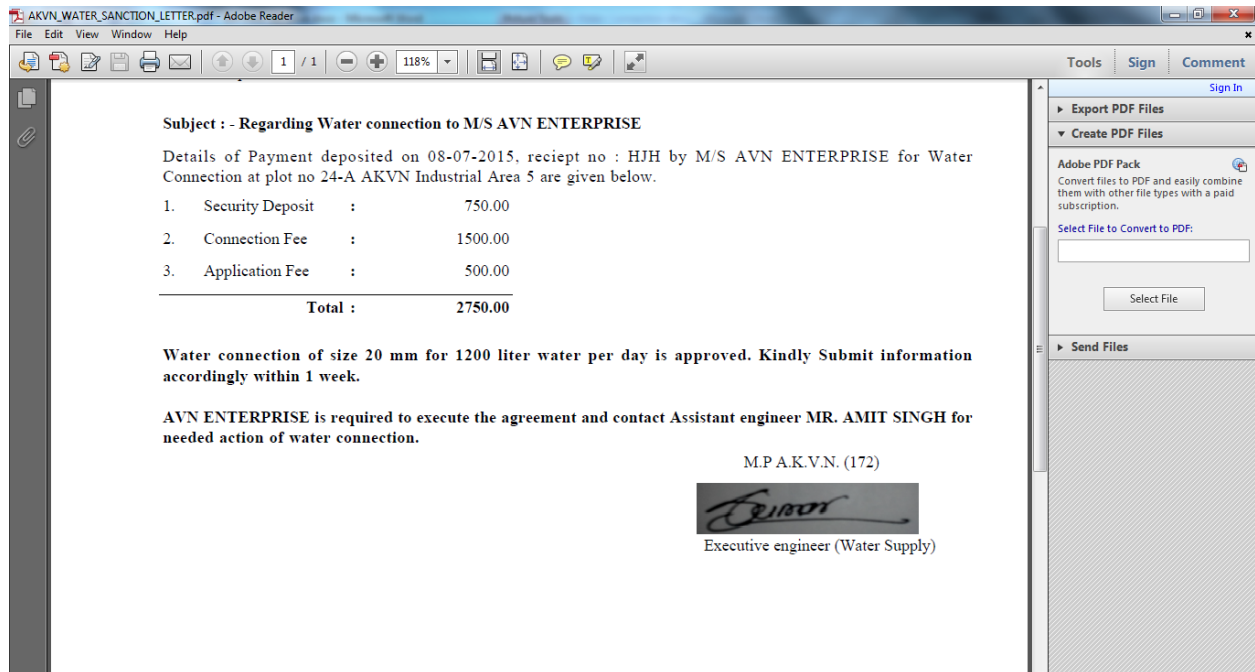 AKVN_WATER_SANCTION_LETTER.pdf - Adobe Reader
File Edit View Window Help
1 / 1 118%
Tools Sign Comment
Sign In
Subject : - Regarding Water connection to M/S AVN ENTERPRISE
Details of Payment deposited on 08-07-2015, reciept no : HJH by M/S AVN ENTERPRISE for Water
Connection at plot no 24-A AKVN Industrial Area 5 are given below.
1. Security Deposit : 750.00
2. Connection Fee : 1500.00
3. Application Fee : 500.00
Total : 2750.00
Water connection of size 20 mm for 1200 liter water per day is approved. Kindly Submit information
accordingly within 1 week.
AVN ENTERPRISE is required to execute the agreement and contact Assistant engineer MR. AMIT SINGH for
needed action of water connection.
M.P A.K.V.N. (172)
Executive engineer (Water Supply)
Export PDF Files
Create PDF Files
Adobe PDF Pack
Convert files to PDF and easily combine
them with other file types with a paid
subscription.
Select File to Convert to PDF:
Select File
Send Files